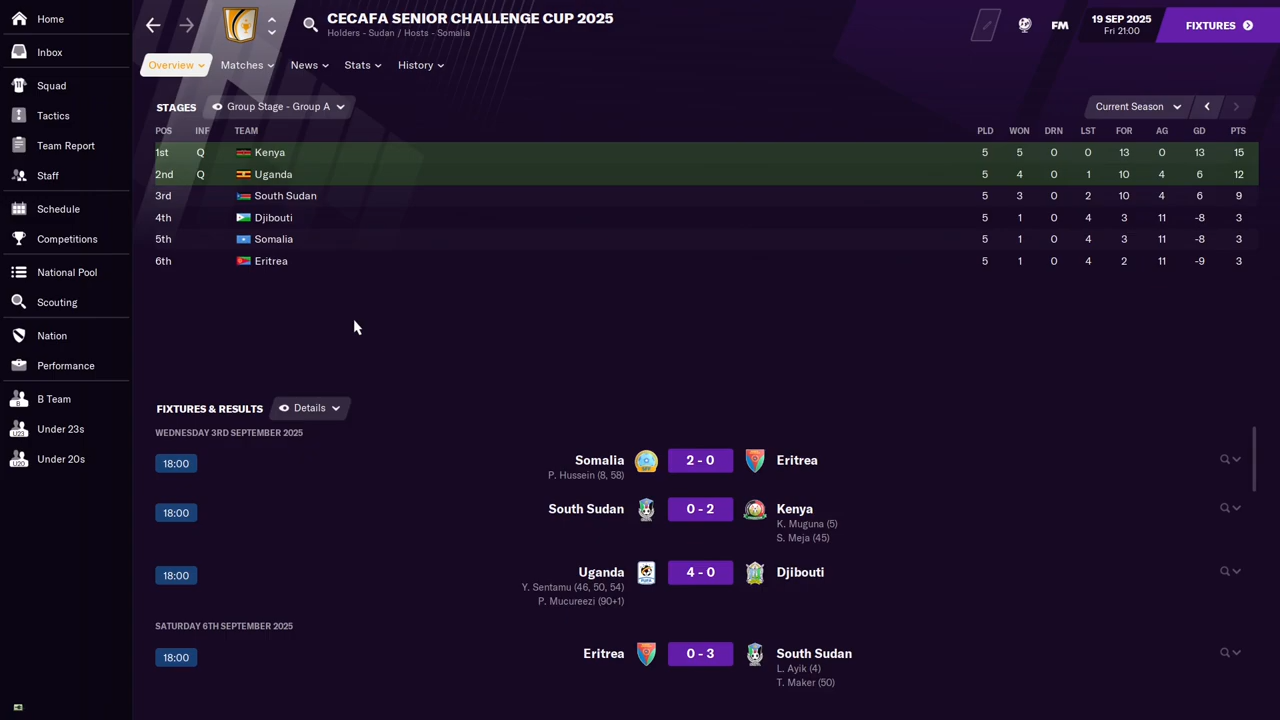 Home
Inbox
Squad
Tactics
Team Report
Staff
Schedule
Competitions
National Pool
Scouting
Nation
Performance
B Team
Under 23s
Under 20s
CECAFA SENIOR CHALLENGE CUP 2025
Holders - Sudan / Hosts - Somalia
FM
19 SEP 2025
Fri 21:00
FIXTURES
Overview Matches News Stats History
STAGES Group Stage - Group A Current Season
POS INF TEAM PLD WON DRN LST FOR AG GD PTS
1st Q Kenya 5 5 0 0 13 0 13 15
2nd Q Uganda 5 4 0 1 10 4 6 12
3rd South Sudan 5 3 0 2 10 4 6 9
4th Djibouti 5 1 0 4 3 11 -8 3
5th Somalia 5 1 0 4 3 11 -8 3
6th Eritrea 5 1 0 4 2 11 -9 3
FIXTURES & RESULTS Details
WEDNESDAY 3RD SEPTEMBER 2025
18:00 Somalia 2 - 0 Eritrea
P. Hussein (8, 58)
18:00 South Sudan 0 - 2 Kenya
K. Muguna (5)
S. Meja (45)
18:00 Uganda 4 - 0 Djibouti
Y. Sentamu (46, 50, 54)
P. Mucureezi (90+1)
SATURDAY 6TH SEPTEMBER 2025
18:00 Eritrea 0 - 3 South Sudan
L. Ayik (4)
T. Maker (50)